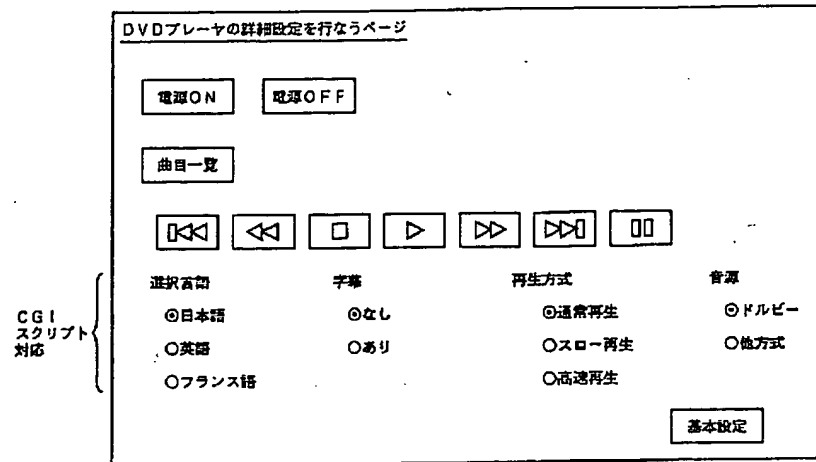 DVDプレーヤの詳細設定を行なうページ
電源ON 電源OFF
曲目一覧
選択言語 字幕 再生方式 音源
◎日本語 ◎なし ◎通常再生 ◎ドルビー
○英語 ○あり ○スロー再生 ○他方式
○フランス語 ○高速再生
CGI
スクリプト
対応
基本設定